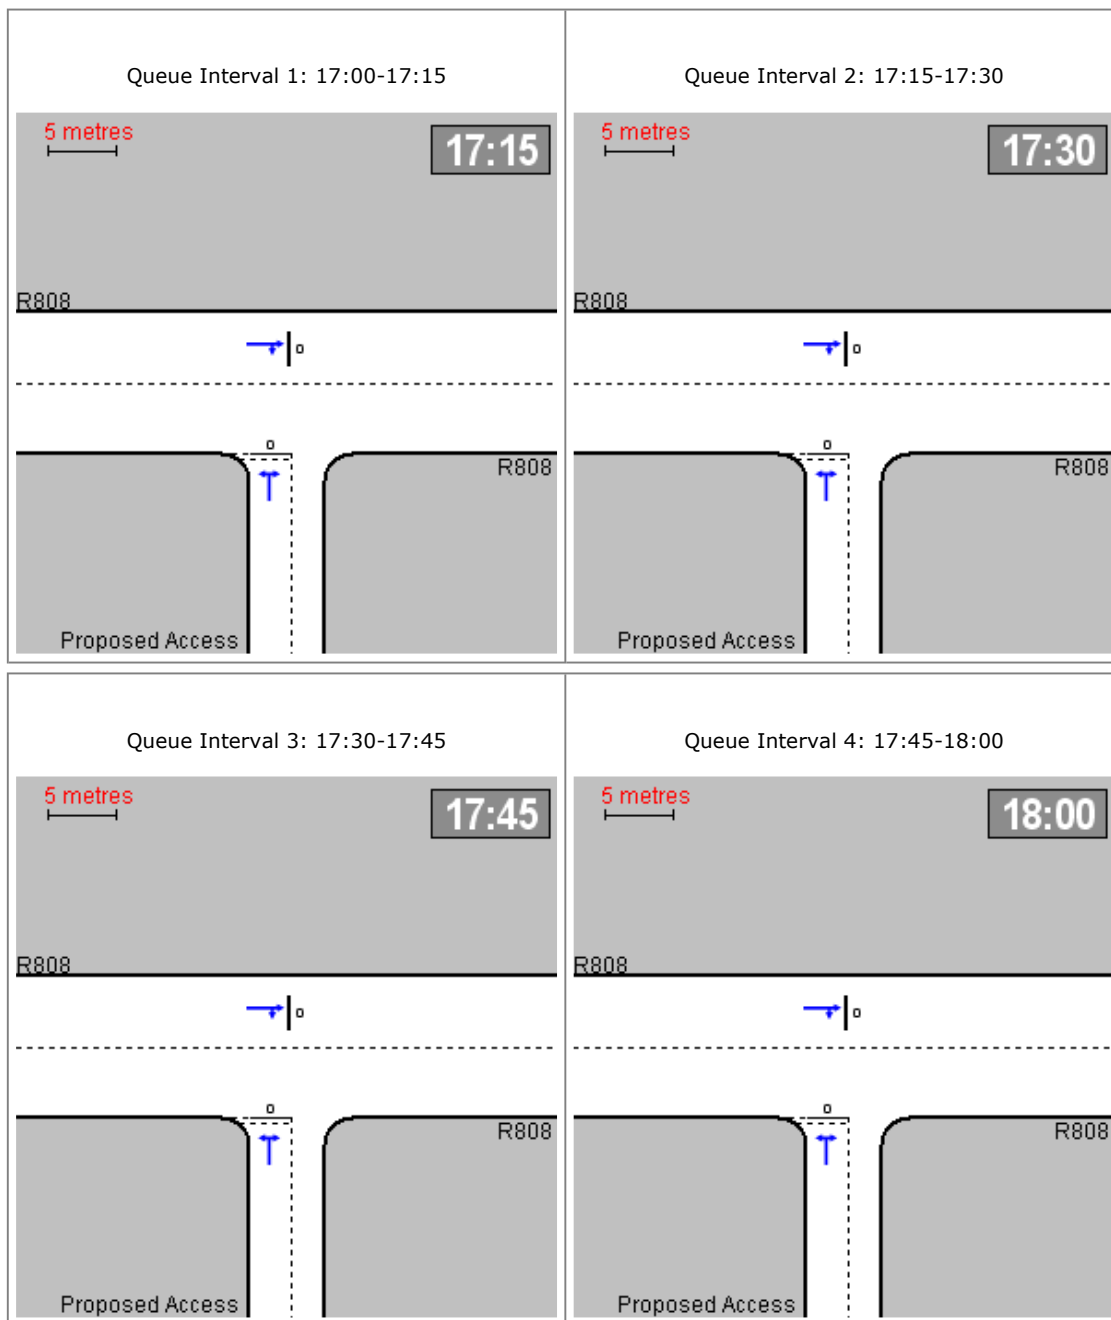 Queue Interval 1: 17:00-17:15
5 metres
17:15
R808
0
0
R808
Proposed Access
Queue Interval 2: 17:15-17:30
5 metres
17:30
R808
0
0
R808
Proposed Access
Queue Interval 3: 17:30-17:45
5 metres
17:45
R808
0
0
R808
Proposed Access
Queue Interval 4: 17:45-18:00
5 metres
18:00
R808
0
0
R808
Proposed Access